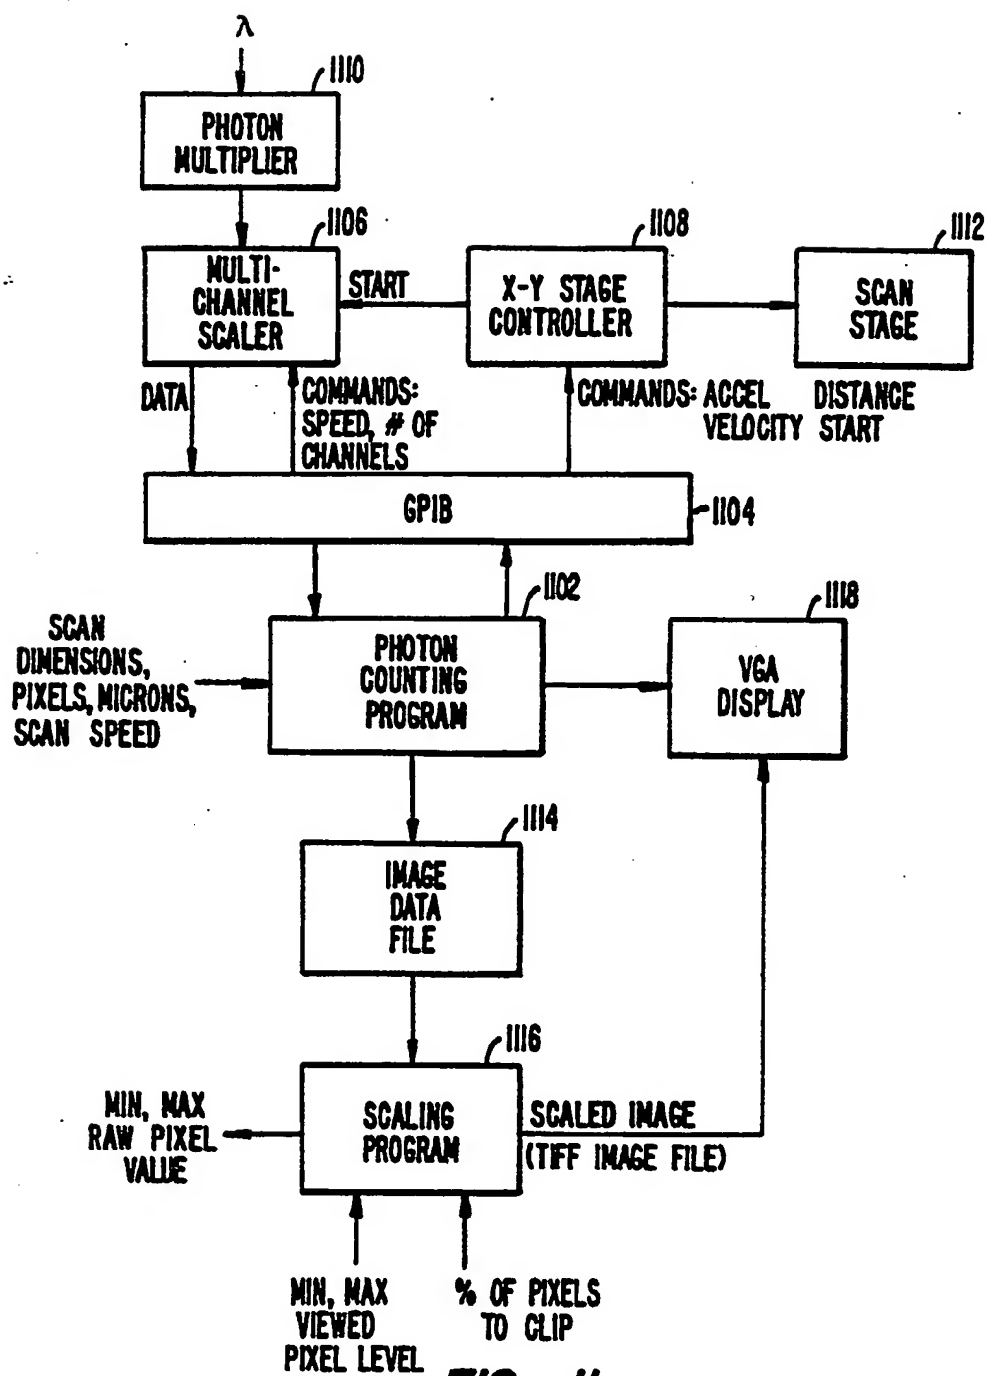 λ
1110
PHOTON
MULTIPLIER
1106
MULTI-
CHANNEL
SCALER
START
1108
X-Y STAGE
CONTROLLER
1112
SCAN
STAGE
DATA
COMMANDS:
SPEED, # OF
CHANNELS
COMMANDS: ACCEL DISTANCE
VELOCITY START
GPIB
1104
1102
PHOTON
COUNTING
PROGRAM
SCAN
DIMENSIONS,
PIXELS, MICRONS,
SCAN SPEED
1118
VGA
DISPLAY
1114
IMAGE
DATA
FILE
1116
SCALING
PROGRAM
MIN, MAX
RAW PIXEL
VALUE
SCALED IMAGE
(TIFF IMAGE FILE)
MIN, MAX
VIEWED
PIXEL LEVEL
% OF PIXELS
TO CLIP